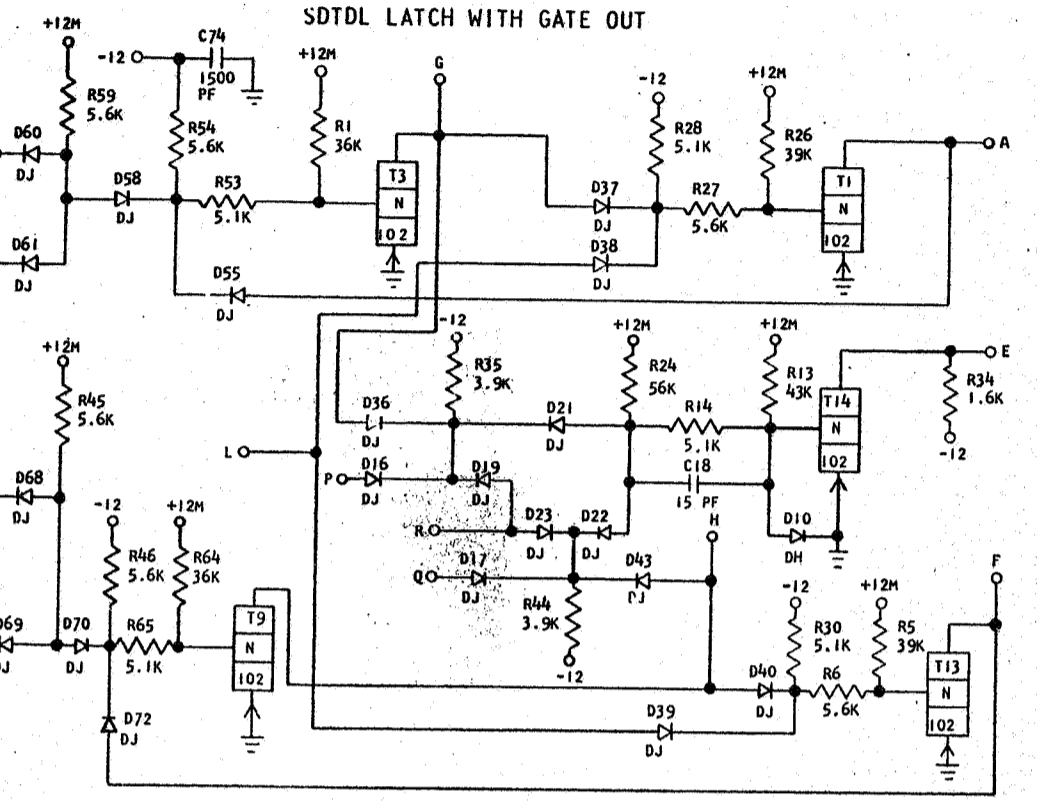 SDTDL LATCH WITH GATE OUT
+12M
R59
5.6K
D60
DJ
D61
DJ
D58
DJ
-12
C74
1500
PF
R54
5.6K
R53
5.1K
+12M
R1
36K
T3
N
102
G
D55
DJ
D37
DJ
D38
DJ
-12
R28
5.1K
R27
5.6K
+12M
R26
39K
T1
N
102
A
+12M
R45
5.6K
D68
DJ
D69
DJ
D70
DJ
-12
R46
5.6K
+12M
R64
36K
R65
5.1K
T9
N
102
D72
DJ
L
-12
R35
3.9K
D36
DJ
P
D16
DJ
D19
DJ
R
D23
DJ
D22
DJ
Q
D17
DJ
R44
3.9K
-12
D21
DJ
+12M
R24
56K
R14
5.1K
C18
15 PF
+12M
R13
43K
T14
N
102
E
R34
1.6K
-12
D10
DH
H
D43
DJ
D40
DJ
D39
DJ
-12
R30
5.1K
R6
5.6K
+12M
R5
39K
T13
N
102
F